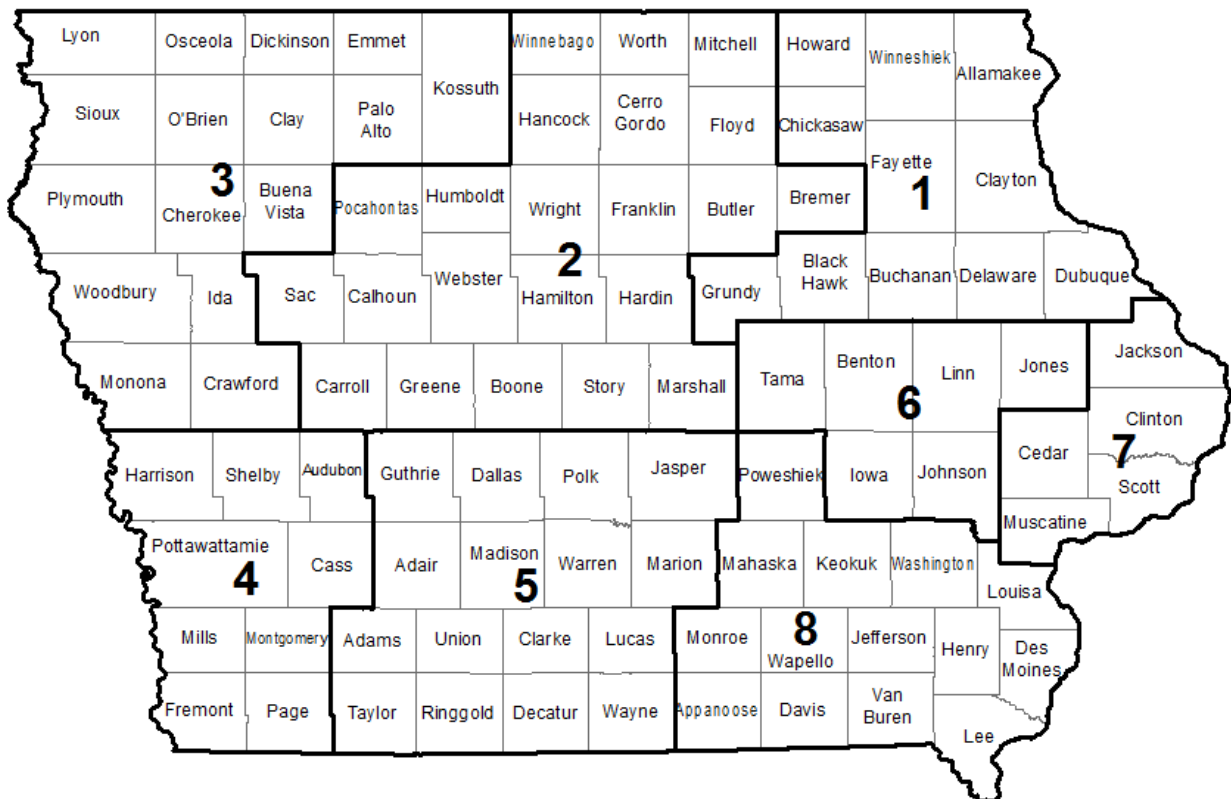 Lyon
Osceola
Dickinson
Emmet
Kossuth
Winnebago
Worth
Mitchell
Howard
Winneshiek
Allamakee
Sioux
O'Brien
Clay
Palo
Alto
Hancock
Cerro
Gordo
Floyd
Chickasaw
Fayette
1
Clayton
Plymouth
3
Cherokee
Buena
Vista
Pocahontas
Humboldt
Wright
Franklin
Butler
Bremer
Woodbury
Ida
Sac
Calhoun
Webster
2
Hamilton
Hardin
Grundy
Black
Hawk
Buchanan
Delaware
Dubuque
Monona
Crawford
Carroll
Greene
Boone
Story
Marshall
Tama
Benton
Linn
6
Jones
Jackson
Harrison
Shelby
Audubon
Guthrie
Dallas
Polk
Jasper
Poweshiek
Iowa
Johnson
Cedar
Clinton
7
Scott
Muscatine
Pottawattamie
4
Cass
Adair
Madison
5
Warren
Marion
Mahaska
Keokuk
Washington
Louisa
Mills
Montgomery
Adams
Union
Clarke
Lucas
Monroe
8
Wapello
Jefferson
Henry
Des
Moines
Fremont
Page
Taylor
Ringgold
Decatur
Wayne
Appanoose
Davis
Van
Buren
Lee